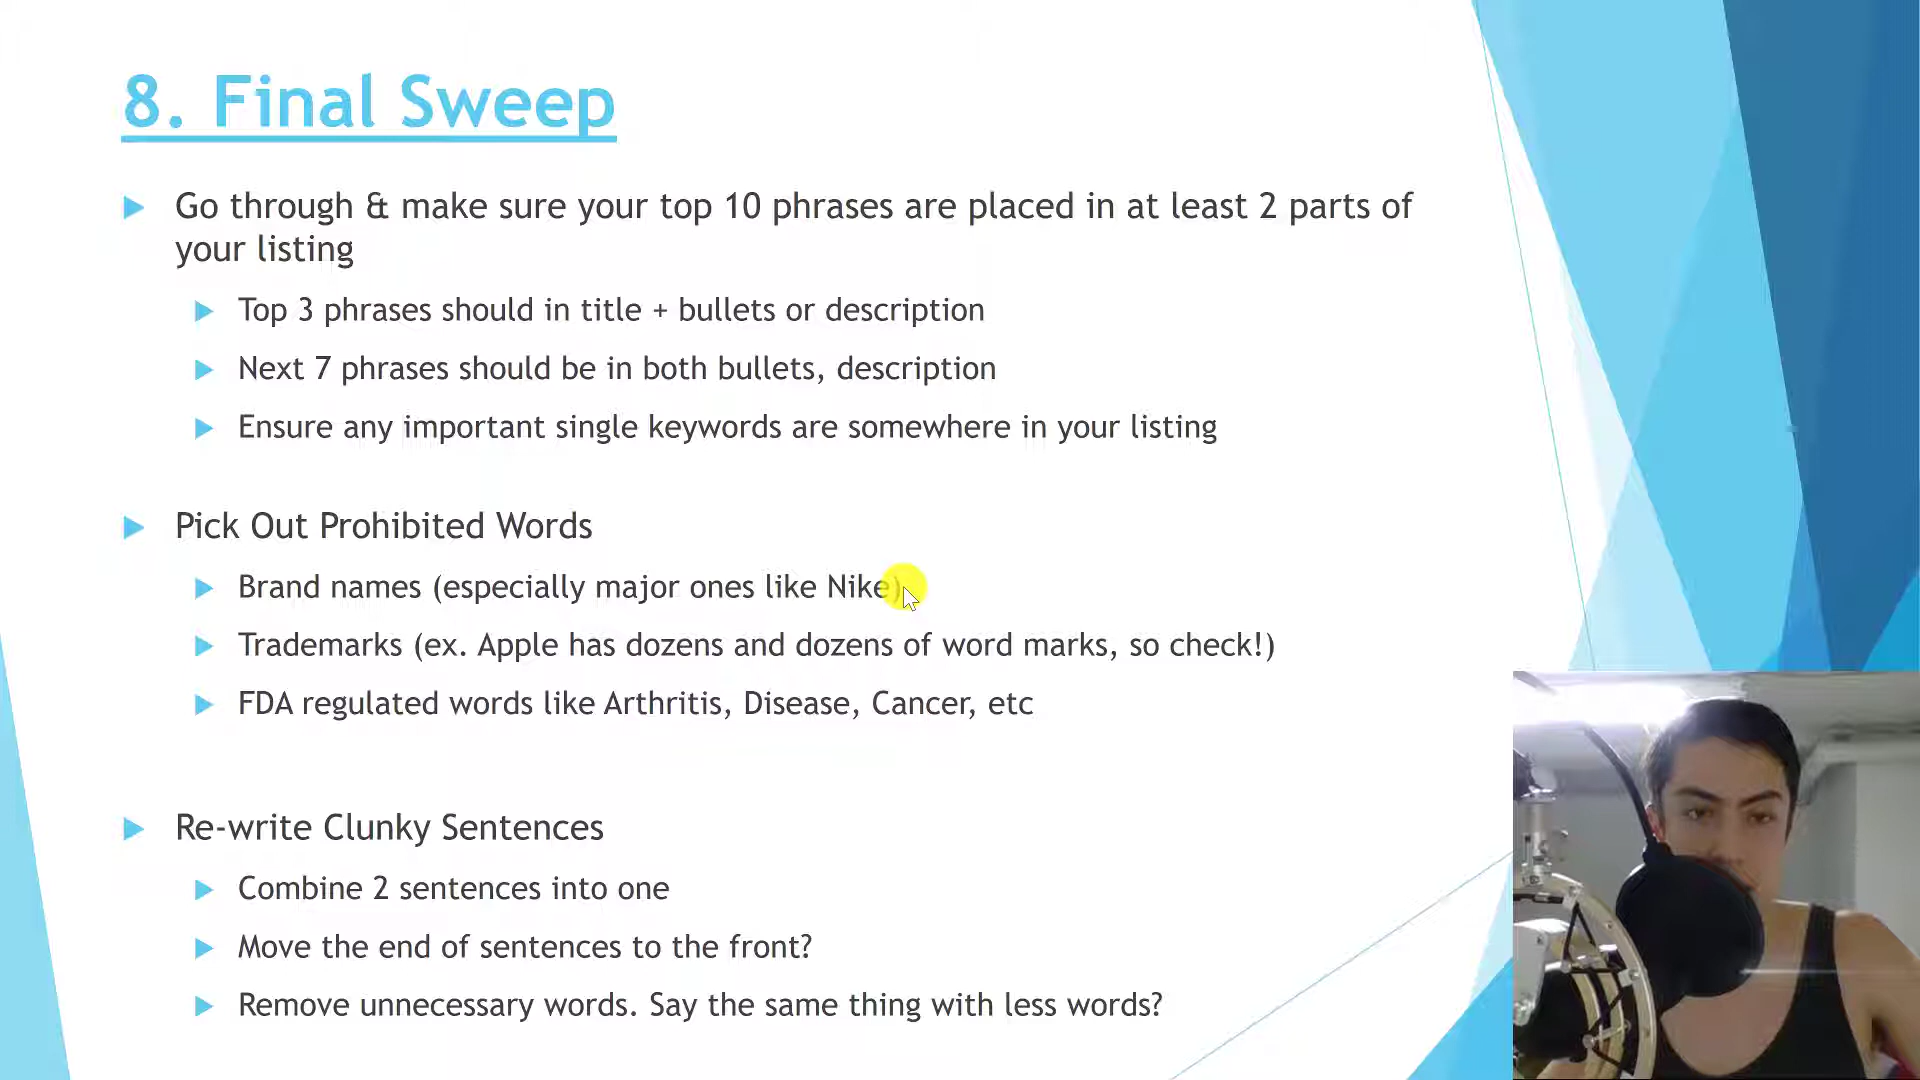 8. Final Sweep
Go through & make sure your top 10 phrases are placed in at least 2 parts of
your listing
Top 3 phrases should in title + bullets or description
Next 7 phrases should be in both bullets, description
Ensure any important single keywords are somewhere in your listing
Pick Out Prohibited Words
Brand names (especially major ones like Nike)
Trademarks (ex. Apple has dozens and dozens of word marks, so check!)
FDA regulated words like Arthritis, Disease, Cancer, etc
Re-write Clunky Sentences
Combine 2 sentences into one
Move the end of sentences to the front?
Remove unnecessary words. Say the same thing with less words?